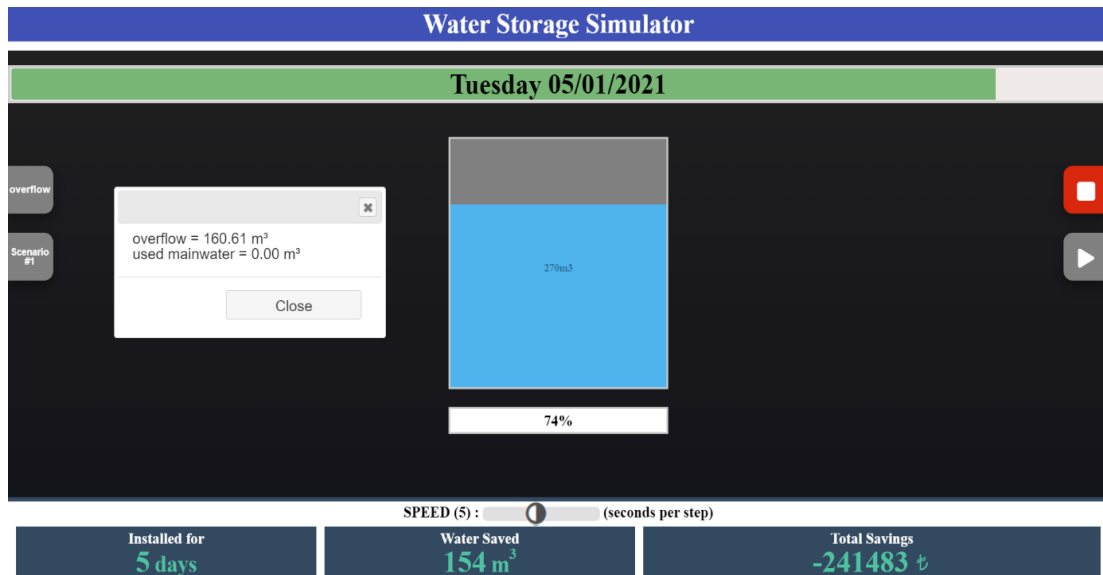 Water Storage Simulator
Tuesday 05/01/2021
overflow
Scenario
#1
overflow = 160.61 m³
used mainwater = 0.00 m³
Close
270m3
74%
SPEED (5) :
(seconds per step)
Installed for
5 days
Water Saved
154 m³
Total Savings
-241483 ₺